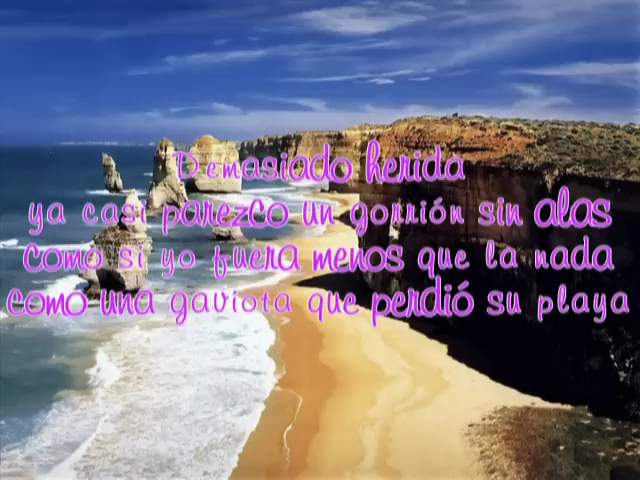 Demasiado herida
ya casi parezco un gorrión sin alas
como si yo fuera menos que la nada
como una gaviota que perdió su playa